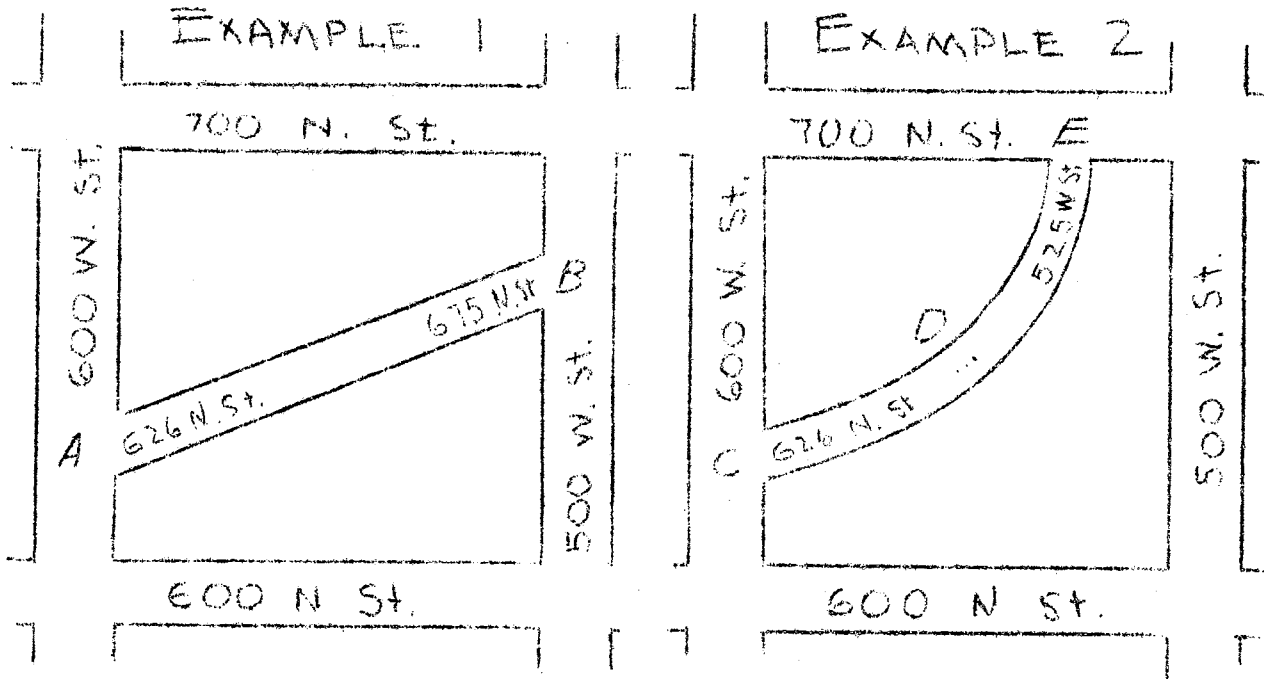 EXAMPLE 1
700 N. St.
600 W. St.
B
675 N. St
626 N. St.
A
500 W. St.
600 N St.
EXAMPLE 2
700 N. St. E
600 W. St.
525 W St
D
...
626 N. St
C
500 W. St.
600 N St.